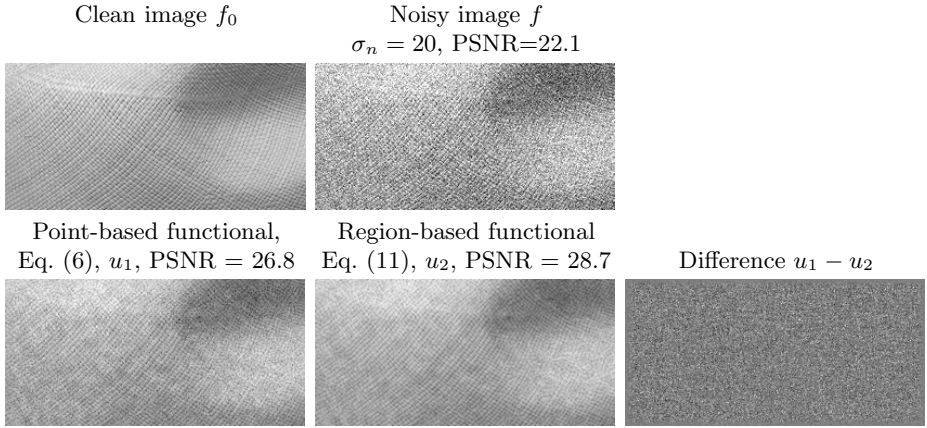 Clean image f₀
Noisy image f
σₙ = 20, PSNR=22.1
Point-based functional,
Eq. (6), u₁, PSNR = 26.8
Region-based functional
Eq. (11), u₂, PSNR = 28.7
Difference u₁ − u₂